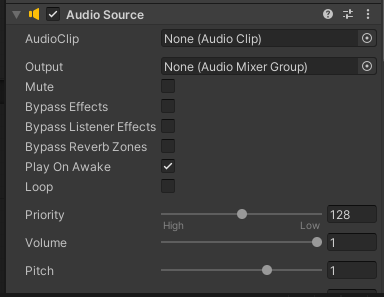 Audio Source
AudioClip None (Audio Clip)
Output None (Audio Mixer Group)
Mute
Bypass Effects
Bypass Listener Effects
Bypass Reverb Zones
Play On Awake
Loop
Priority 128
High Low
Volume 1
Pitch 1